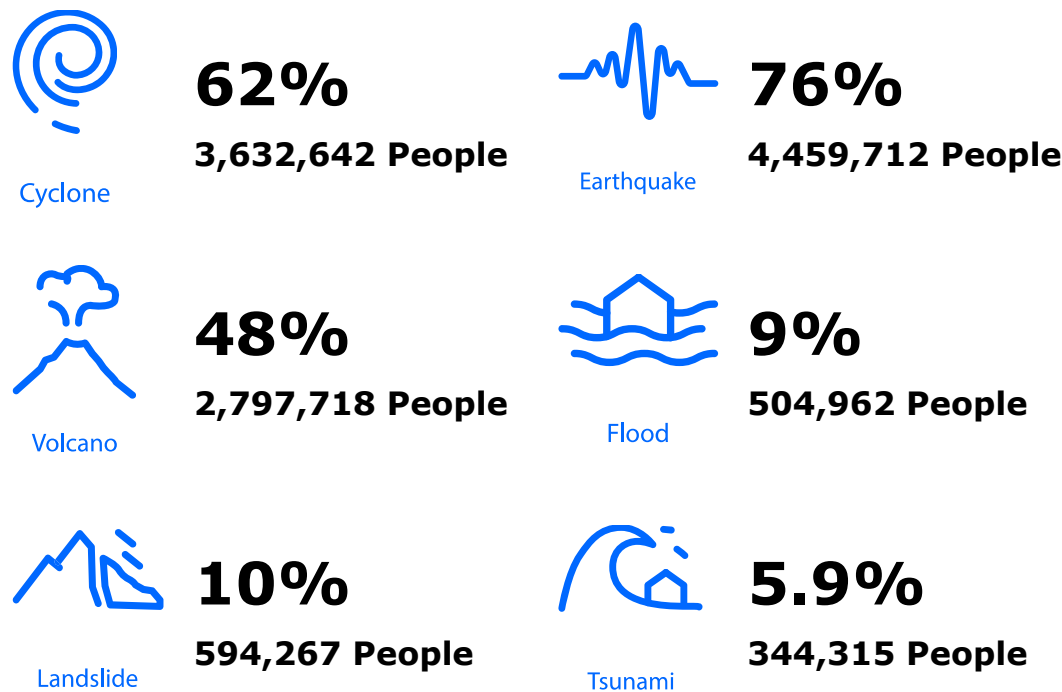 62%
3,632,642 People
Cyclone
76%
4,459,712 People
Earthquake
48%
2,797,718 People
Volcano
9%
504,962 People
Flood
10%
594,267 People
Landslide
5.9%
344,315 People
Tsunami